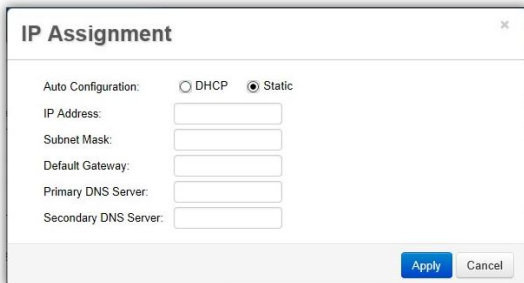 IP Assignment
×
Auto Configuration: DHCP Static
IP Address:
Subnet Mask:
Default Gateway:
Primary DNS Server:
Secondary DNS Server:
Apply Cancel